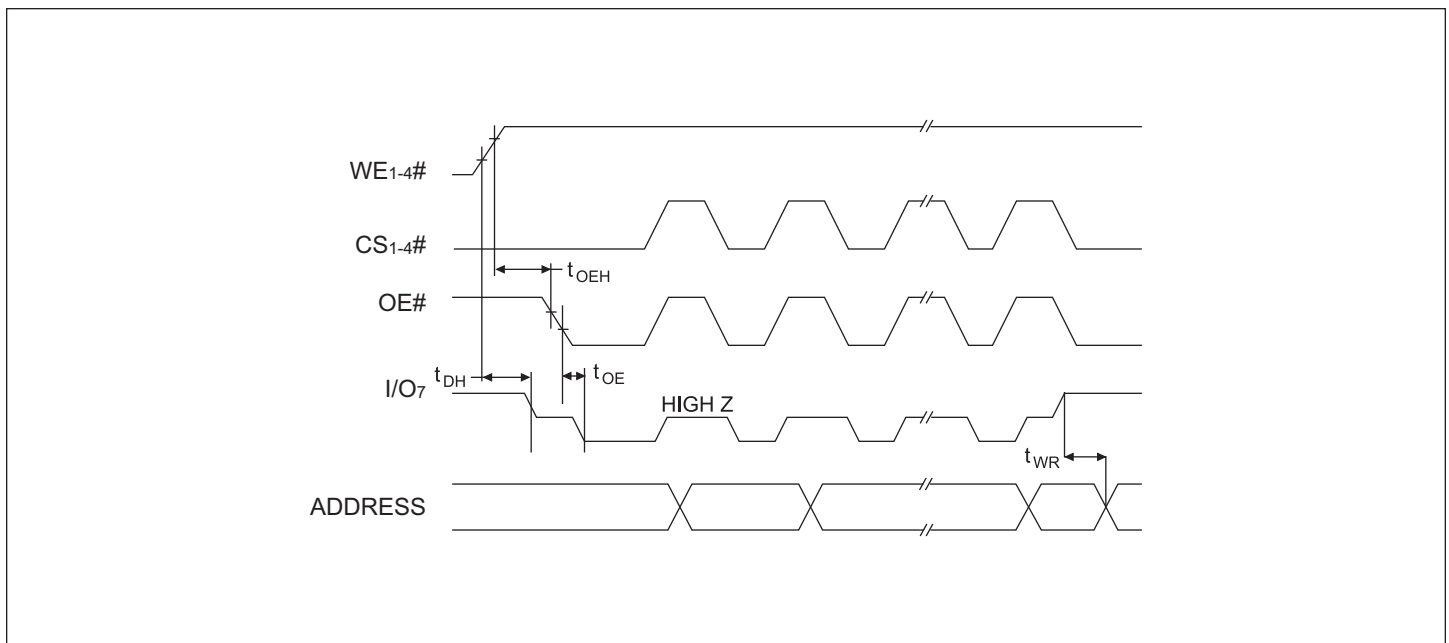 WE1-4#
CS1-4#
tOEH
OE#
tDH
tOE
I/O7
HIGH Z
tWR
ADDRESS